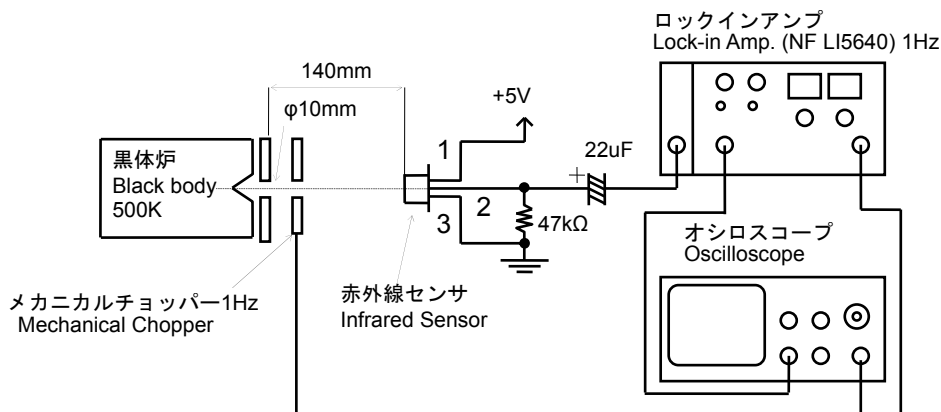 ロックインアンプ
Lock-in Amp. (NF LI5640) 1Hz
140mm
φ10mm
+5V
1
2
3
22uF
+
47kΩ
黒体炉
Black body
500K
オシロスコープ
Oscilloscope
メカニカルチョッパー1Hz
Mechanical Chopper
赤外線センサ
Infrared Sensor